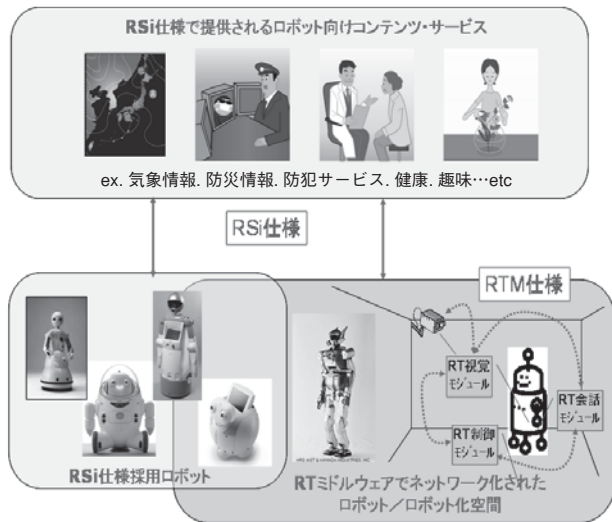 RSi仕様で提供されるロボット向けコンテンツ・サービス
ex. 気象情報. 防災情報. 防犯サービス. 健康. 趣味…etc
RSi仕様
RTM仕様
RT視覚
モジュール
RT会話
モジュール
RT制御
モジュール
RSi仕様採用ロボット
RTミドルウェアでネットワーク化された
ロボット／ロボット化空間